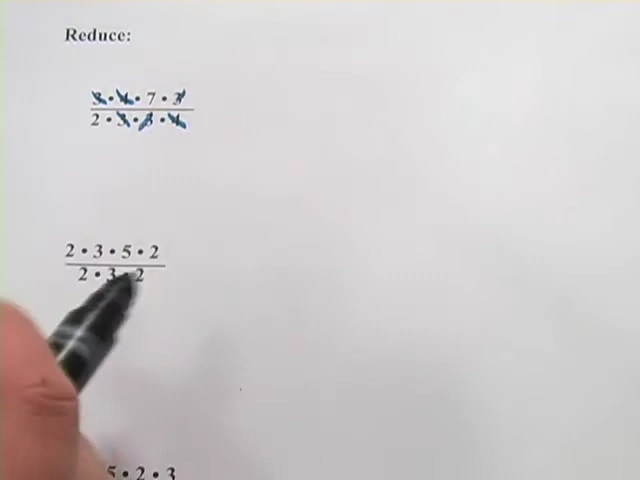 Reduce:
3 • 4 • 7 • 3
2 • 3 • 3 • 4
2 • 3 • 5 • 2
2 • 3 • 2
5 • 2 • 3